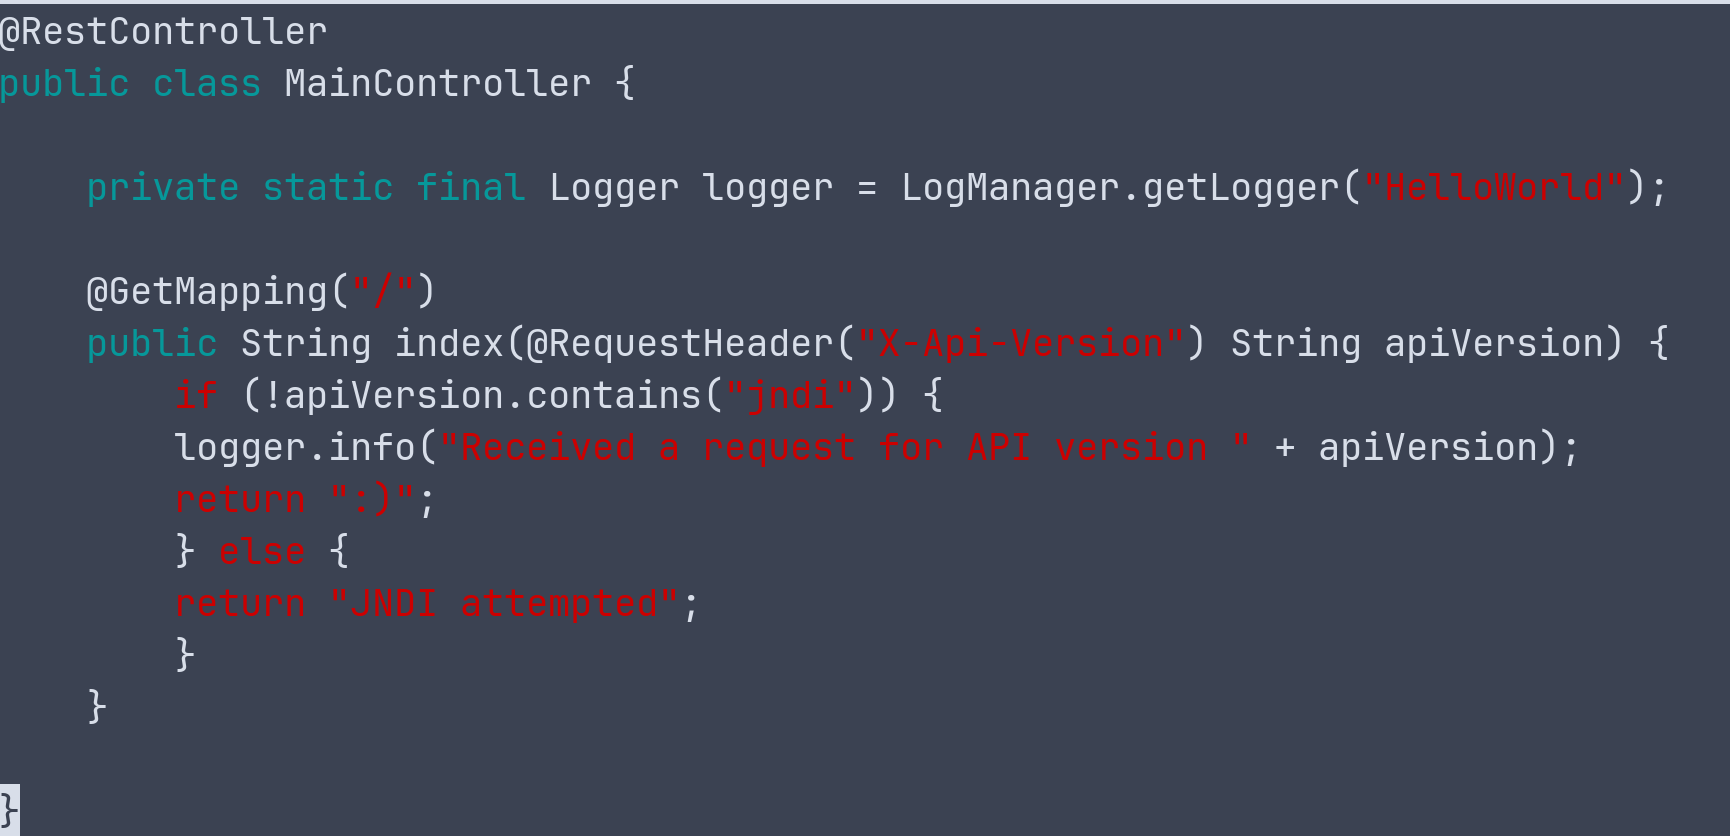 @RestController
public class MainController {
private static final Logger logger = LogManager.getLogger("HelloWorld");
@GetMapping("/")
public String index(@RequestHeader("X-Api-Version") String apiVersion) {
if (!apiVersion.contains("jndi")) {
logger.info("Received a request for API version " + apiVersion);
return ":)";
} else {
return "JNDI attempted";
}
}
}